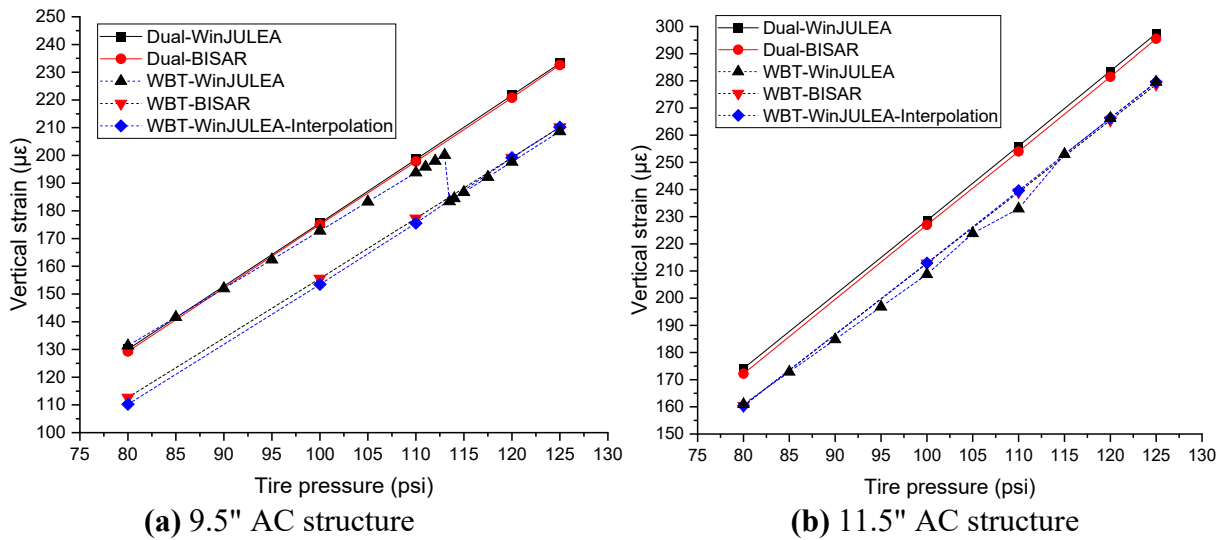 Dual-WinJULEA
Dual-BISAR
WBT-WinJULEA
WBT-BISAR
WBT-WinJULEA-Interpolation
Vertical strain (με)
250
240
230
220
210
200
190
180
170
160
150
140
130
120
110
100
80 85 90 95 100 105 110 115 120 125 130
Tire pressure (psi)
(a) 9.5" AC structure
Dual-WinJULEA
Dual-BISAR
WBT-WinJULEA
WBT-BISAR
WBT-WinJULEA-Interpolation
Vertical strain (με)
300
290
280
270
260
250
240
230
220
210
200
190
180
170
160
150
80 85 90 95 100 105 110 115 120 125 130
Tire pressure (psi)
(b) 11.5" AC structure